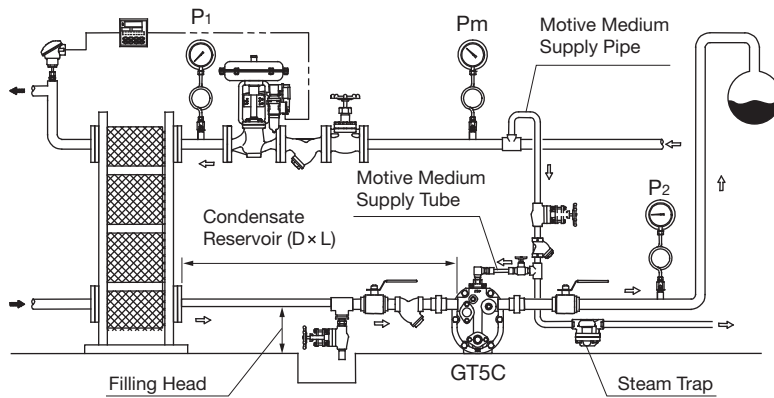 P1
Pm
Motive Medium
Supply Pipe
Motive Medium
Supply Tube
P2
Condensate
Reservoir (D×L)
Filling Head
GT5C
Steam Trap